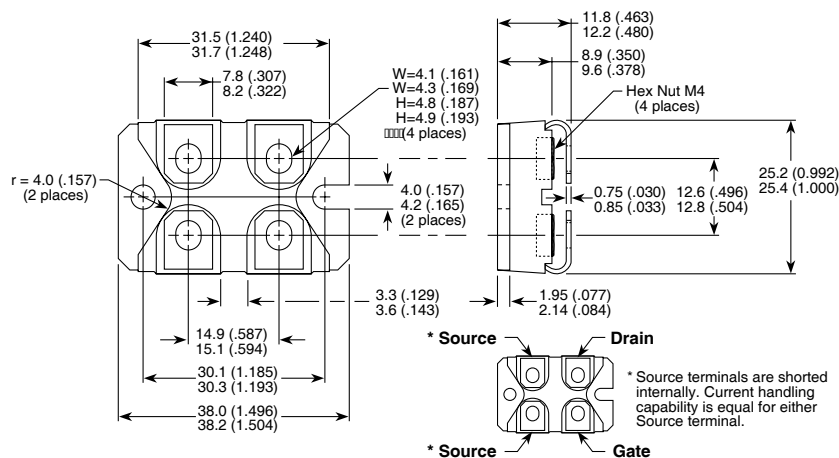 31.5 (1.240)
31.7 (1.248)
7.8 (.307)
8.2 (.322)
W=4.1 (.161)
W=4.3 (.169)
H=4.8 (.187)
H=4.9 (.193)
(4 places)
r = 4.0 (.157)
(2 places)
4.0 (.157)
4.2 (.165)
(2 places)
3.3 (.129)
3.6 (.143)
14.9 (.587)
15.1 (.594)
30.1 (1.185)
30.3 (1.193)
38.0 (1.496)
38.2 (1.504)
11.8 (.463)
12.2 (.480)
8.9 (.350)
9.6 (.378)
Hex Nut M4
(4 places)
0.75 (.030)
0.85 (.033)
12.6 (.496)
12.8 (.504)
25.2 (0.992)
25.4 (1.000)
1.95 (.077)
2.14 (.084)
* Source
Drain
* Source
Gate
* Source terminals are shorted
internally. Current handling
capability is equal for either
Source terminal.